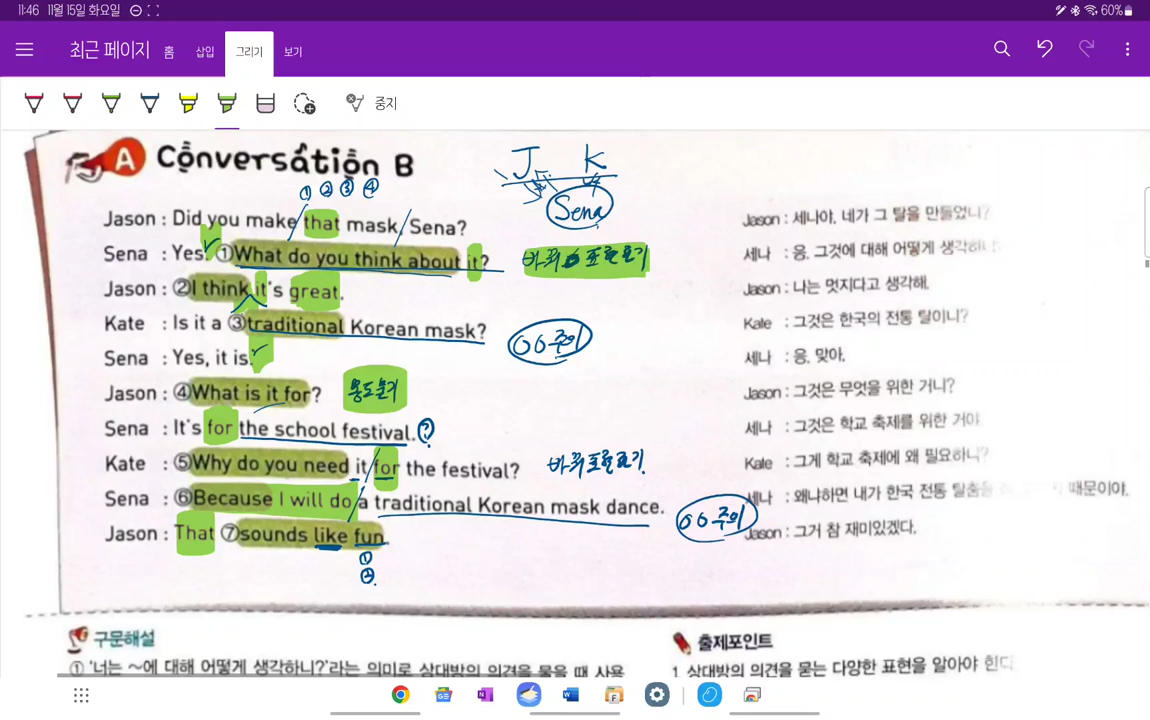 11:46 11월 15일 화요일
60%
최근 페이지 홈 삽입 그리기 보기
중지
A Conversation B
J K
Sena
① ② ③ ④
Jason : Did you make that mask, Sena?
Sena : Yes. ①What do you think about it?
바꿔 표현하기
Jason : ②I think it's great.
Kate : Is it a ③traditional Korean mask?
OO주의
Sena : Yes, it is.
Jason : ④What is it for?
용도묻기
Sena : It's for the school festival. ?
Kate : ⑤Why do you need it for the festival?
바꿔 표현하기.
Sena : ⑥Because I will do a traditional Korean mask dance.
OO주의
Jason : That ⑦sounds like fun.
①
②
Jason : 세나야, 네가 그 탈을 만들었니?
세나 : 응. 그것에 대해 어떻게 생각하니?
Jason : 나는 멋지다고 생각해.
Kate : 그것은 한국의 전통 탈이니?
세나 : 응, 맞아.
Jason : 그것은 무엇을 위한 거니?
세나 : 그것은 학교 축제를 위한 거야
Kate : 그게 학교 축제에 왜 필요하니?
세나 : 왜냐하면 내가 한국 전통 탈춤을 때문이야.
Jason : 그거 참 재미있겠다.
구문해설
① '너는 ~에 대해 어떻게 생각하니?'라는 의미로 상대방의 의견을 물을 때 사용
출제포인트
1. 상대방의 의견을 묻는 다양한 표현을 알아야 한다